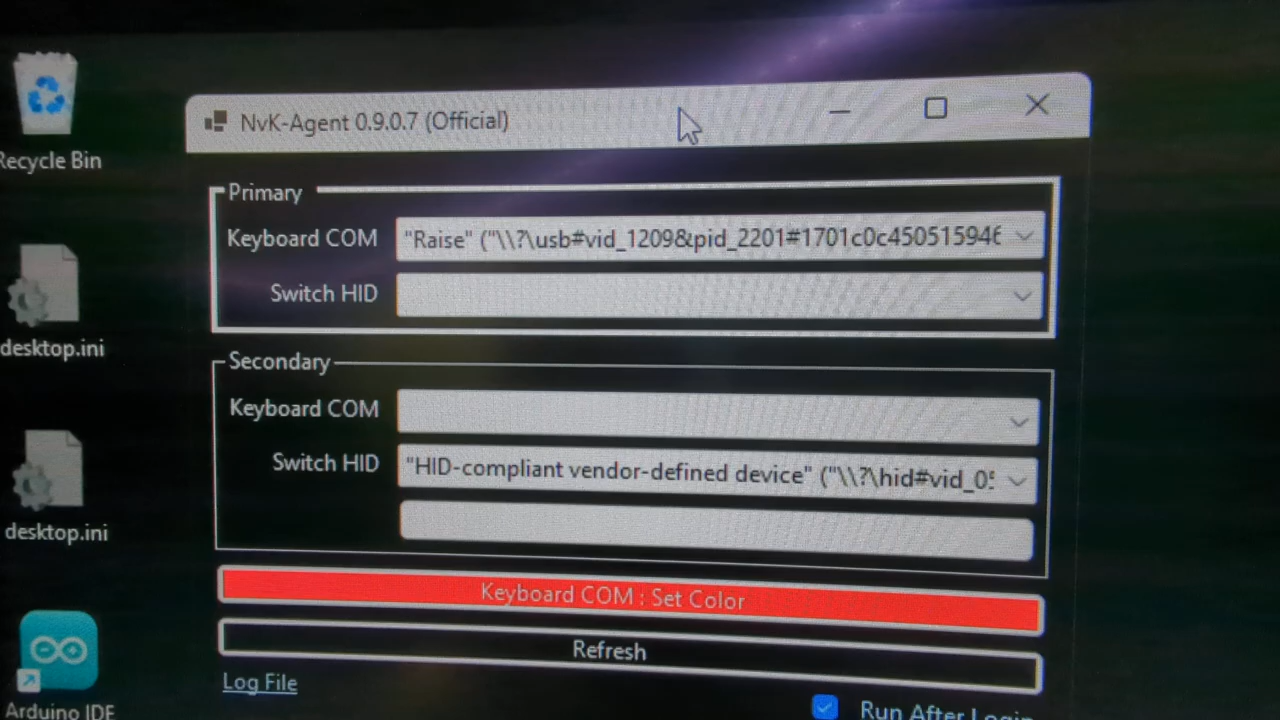 Recycle Bin
desktop.ini
desktop.ini
Arduino IDE
NvK-Agent 0.9.0.7 (Official)
Primary
Keyboard COM "Raise" ("\\?\usb#vid_1209&pid_2201#1701c0c450515946
Switch HID
Secondary
Keyboard COM
Switch HID "HID-compliant vendor-defined device" ("\\?\hid#vid_05
Keyboard COM : Set Color
Refresh
Log File
Run After Login